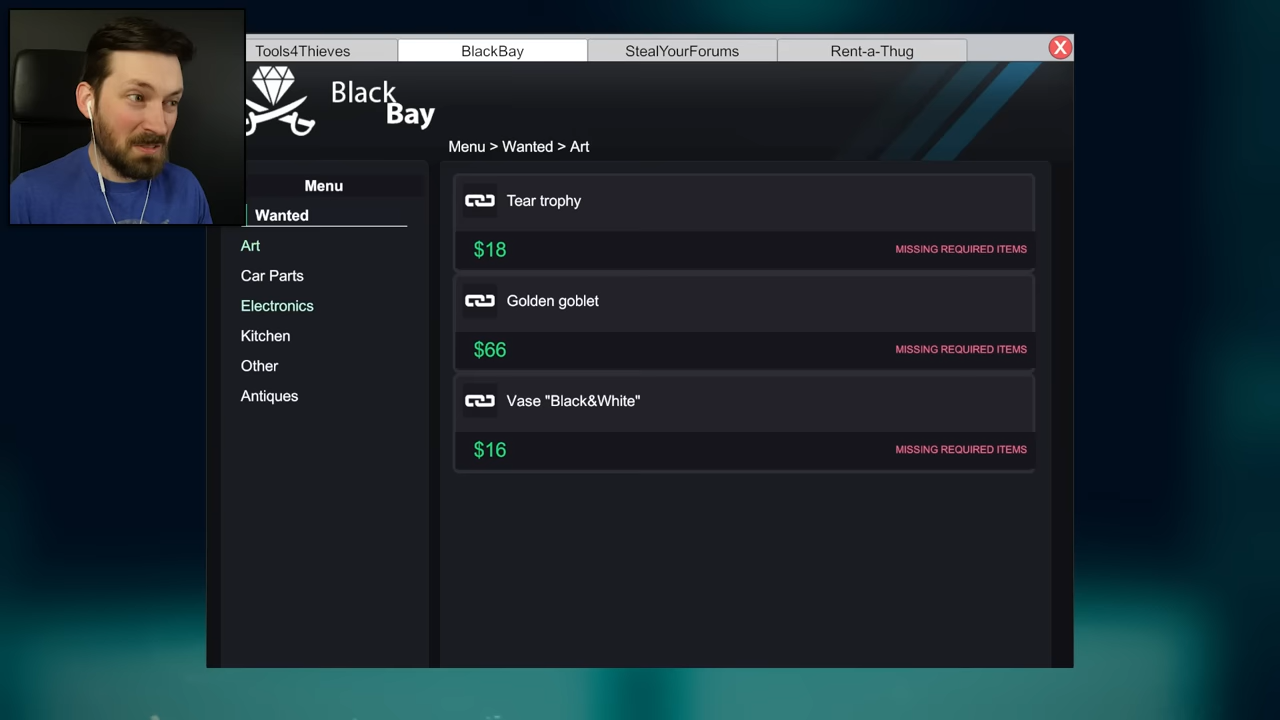 Tools4Thieves
BlackBay
StealYourForums
Rent-a-Thug
X
Black
Bay
Menu > Wanted > Art
Menu
Wanted
Art
Car Parts
Electronics
Kitchen
Other
Antiques
Tear trophy
$18
MISSING REQUIRED ITEMS
Golden goblet
$66
MISSING REQUIRED ITEMS
Vase "Black&White"
$16
MISSING REQUIRED ITEMS